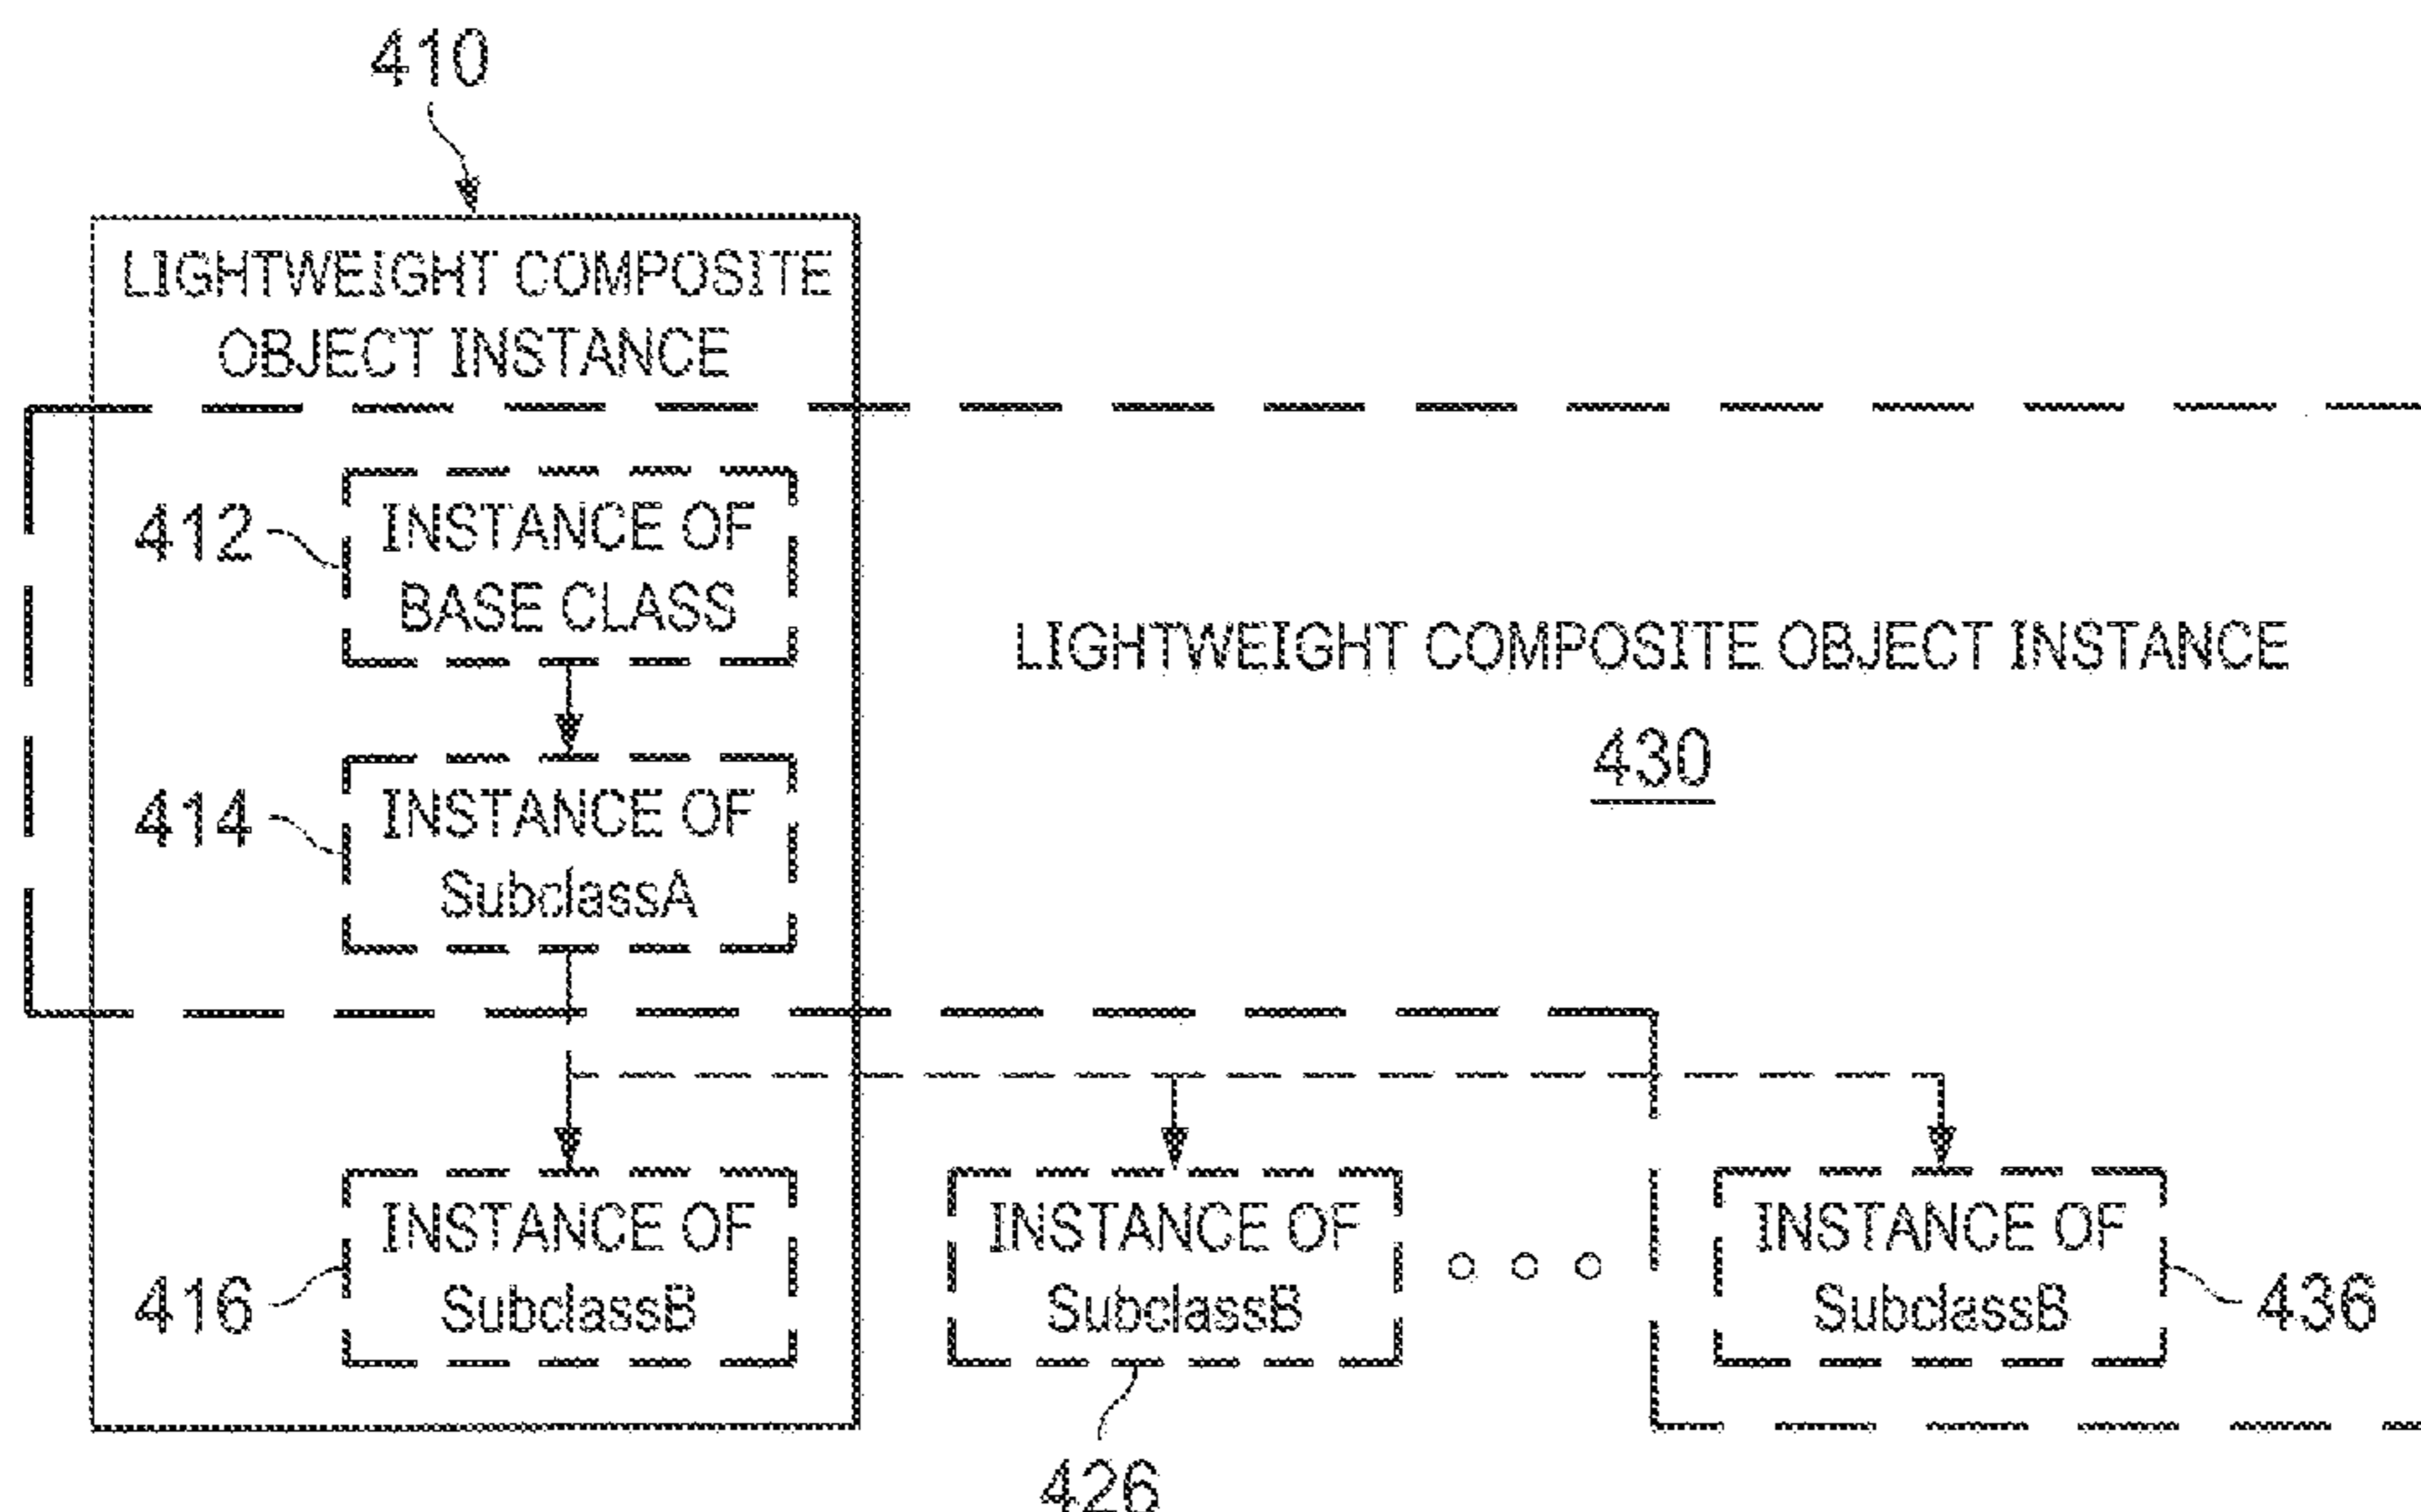 410
LIGHTWEIGHT COMPOSITE
OBJECT INSTANCE
412
INSTANCE OF
BASE CLASS
LIGHTWEIGHT COMPOSITE OBJECT INSTANCE
430
414
INSTANCE OF
SubclassA
416
INSTANCE OF
SubclassB
INSTANCE OF
SubclassB
426
INSTANCE OF
SubclassB
436